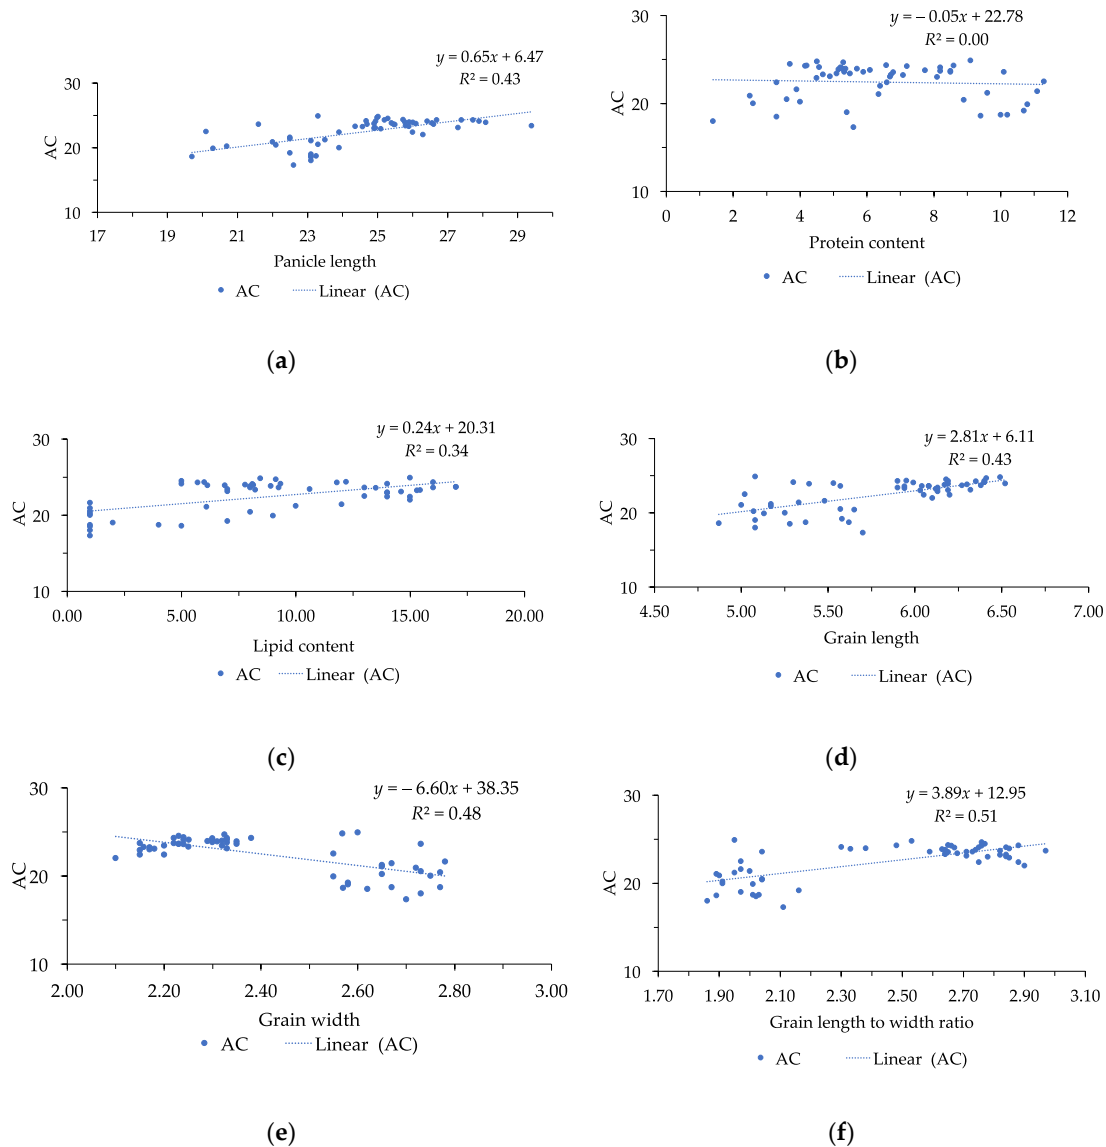 y = 0.65x + 6.47
R² = 0.43
30
20
10
AC
17 19 21 23 25 27 29
Panicle length
AC Linear (AC)
(a)
y = – 0.05x + 22.78
R² = 0.00
30
20
10
AC
0 2 4 6 8 10 12
Protein content
AC Linear (AC)
(b)
y = 0.24x + 20.31
R² = 0.34
30
20
10
AC
0.00 5.00 10.00 15.00 20.00
Lipid content
AC Linear (AC)
(c)
y = 2.81x + 6.11
R² = 0.43
30
20
10
AC
4.50 5.00 5.50 6.00 6.50 7.00
Grain length
AC Linear (AC)
(d)
y = – 6.60x + 38.35
R² = 0.48
30
20
10
AC
2.00 2.20 2.40 2.60 2.80 3.00
Grain width
AC Linear (AC)
(e)
y = 3.89x + 12.95
R² = 0.51
30
20
10
AC
1.70 1.90 2.10 2.30 2.50 2.70 2.90 3.10
Grain length to width ratio
AC Linear (AC)
(f)